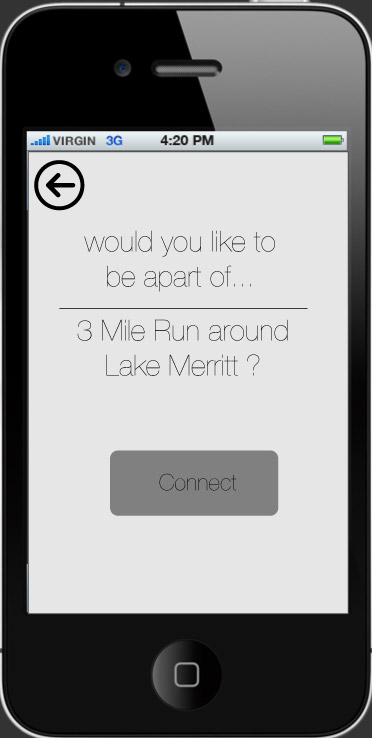 VIRGIN 3G 4:20 PM
would you like to
be apart of...
3 Mile Run around
Lake Merritt ?
Connect